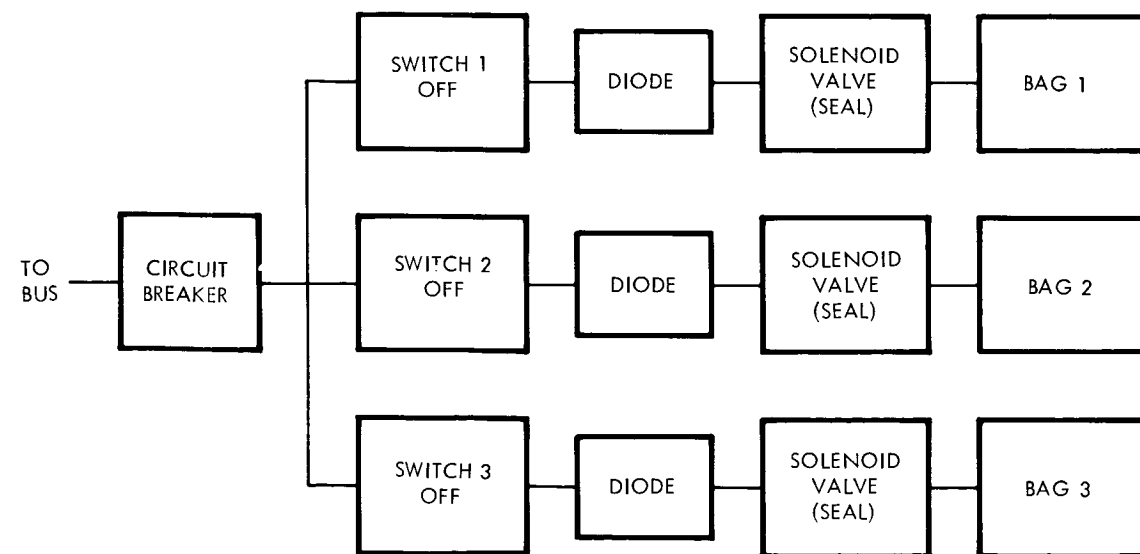 SWITCH 1
OFF
DIODE
SOLENOID
VALVE
(SEAL)
BAG 1
TO
BUS
CIRCUIT
BREAKER
SWITCH 2
OFF
DIODE
SOLENOID
VALVE
(SEAL)
BAG 2
SWITCH 3
OFF
DIODE
SOLENOID
VALVE
(SEAL)
BAG 3